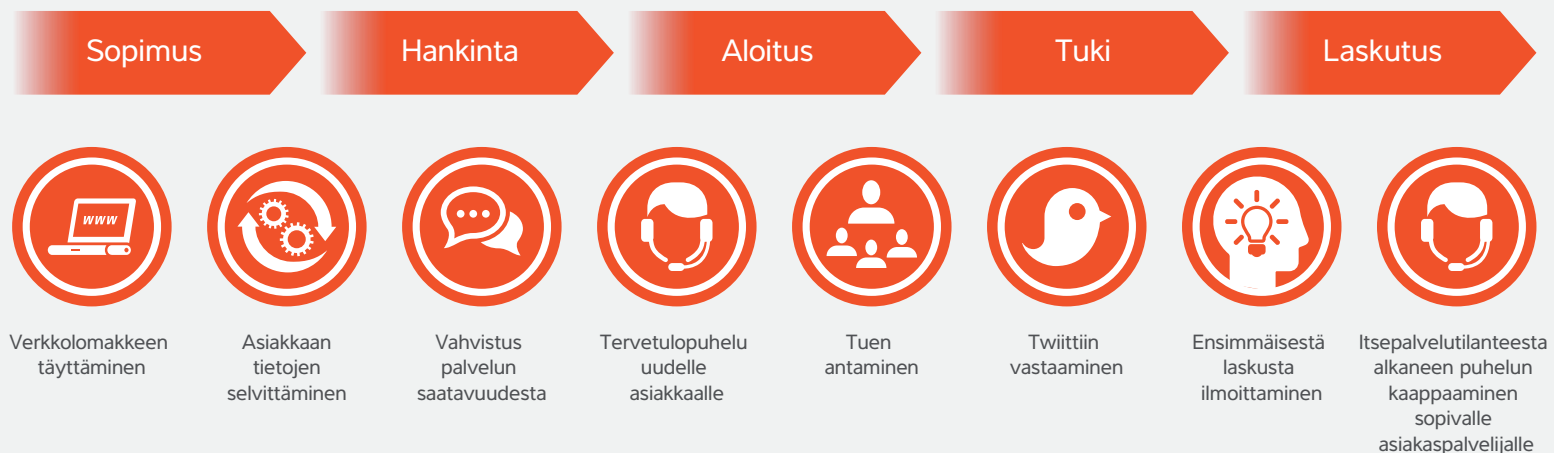 Sopimus
Hankinta
Aloitus
Tuki
Laskutus
www
Verkkolomakkeen
täyttäminen
Asiakkaan
tietojen
selvittäminen
Vahvistus
palvelun
saatavuudesta
Tervetulopuhelu
uudelle
asiakkaalle
Tuen
antaminen
Twiittiin
vastaaminen
Ensimmäisestä
laskusta
ilmoittaminen
Itsepalvelutilanteesta
alkaneen puhelun
kaappaaminen
sopivalle
asiakaspalvelijalle